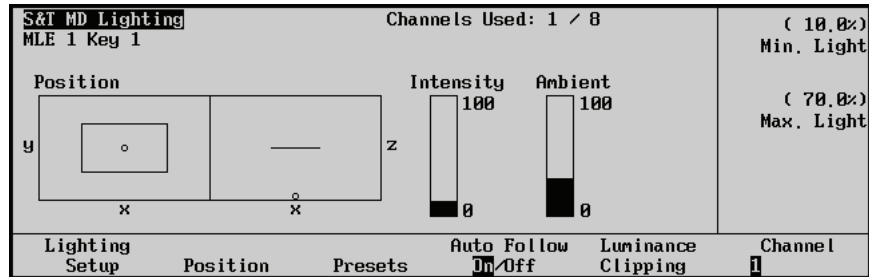 S&T MD Lighting
Channels Used: 1 / 8
MLE 1 Key 1
( 10.0%)
Min. Light
( 70.0%)
Max. Light
Position
Intensity
Ambient
100
100
y
z
x
x
0
0
Lighting Setup
Position
Presets
Auto Follow
On/Off
Luminance Clipping
Channel
1